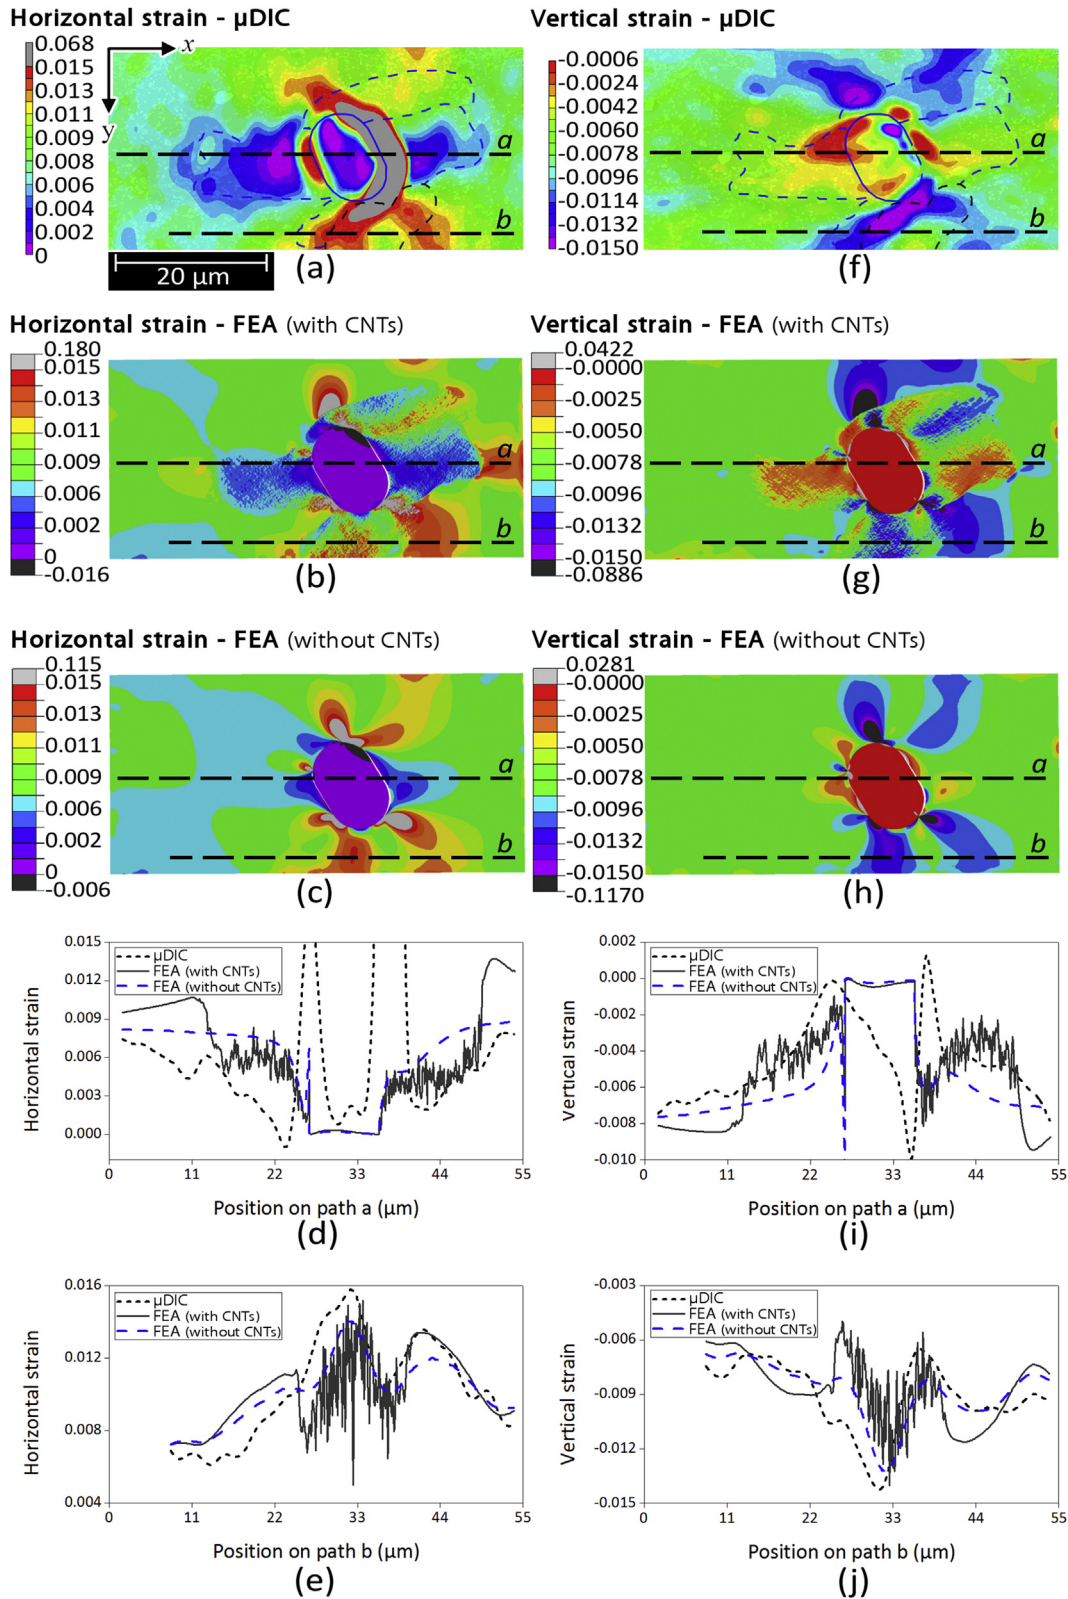 Horizontal strain - µDIC
0.068
0.015
0.013
0.011
0.009
0.008
0.006
0.004
0.002
0
x
y
a
b
20 µm
(a)
Vertical strain - µDIC
-0.0006
-0.0024
-0.0042
-0.0060
-0.0078
-0.0096
-0.0114
-0.0132
-0.0150
a
b
(f)
Horizontal strain - FEA (with CNTs)
0.180
0.015
0.013
0.011
0.009
0.006
0.002
0
-0.016
a
b
(b)
Vertical strain - FEA (with CNTs)
0.0422
-0.0000
-0.0025
-0.0050
-0.0078
-0.0096
-0.0132
-0.0150
-0.0886
a
b
(g)
Horizontal strain - FEA (without CNTs)
0.115
0.015
0.013
0.011
0.009
0.006
0.002
0
-0.006
a
b
(c)
Vertical strain - FEA (without CNTs)
0.0281
-0.0000
-0.0025
-0.0050
-0.0078
-0.0096
-0.0132
-0.0150
-0.1170
a
b
(h)
Horizontal strain
0.015
0.012
0.009
0.006
0.003
0.000
µDIC
FEA (with CNTs)
FEA (without CNTs)
0 11 22 33 44 55
Position on path a (µm)
(d)
Vertical strain
0.002
0.000
-0.002
-0.004
-0.006
-0.008
-0.010
µDIC
FEA (with CNTs)
FEA (without CNTs)
0 11 22 33 44 55
Position on path a (µm)
(i)
Horizontal strain
0.016
0.012
0.008
0.004
µDIC
FEA (with CNTs)
FEA (without CNTs)
0 11 22 33 44 55
Position on path b (µm)
(e)
Vertical strain
-0.003
-0.006
-0.009
-0.012
-0.015
µDIC
FEA (with CNTs)
FEA (without CNTs)
0 11 22 33 44 55
Position on path b (µm)
(j)